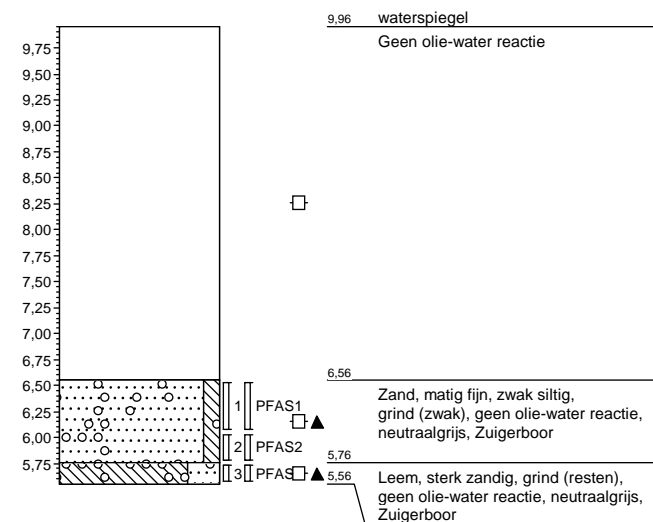 9,96 waterspiegel
Geen olie-water reactie
9,75
9,50
9,25
9,00
8,75
8,50
8,25
8,00
7,75
7,50
7,25
7,00
6,75
6,56
6,50
1 PFAS1
Zand, matig fijn, zwak siltig,
grind (zwak), geen olie-water reactie,
neutraalgrijs, Zuigerboor
6,25
6,00
2 PFAS2
5,76
5,75
3 PFAS
5,56
Leem, sterk zandig, grind (resten),
geen olie-water reactie, neutraalgrijs,
Zuigerboor